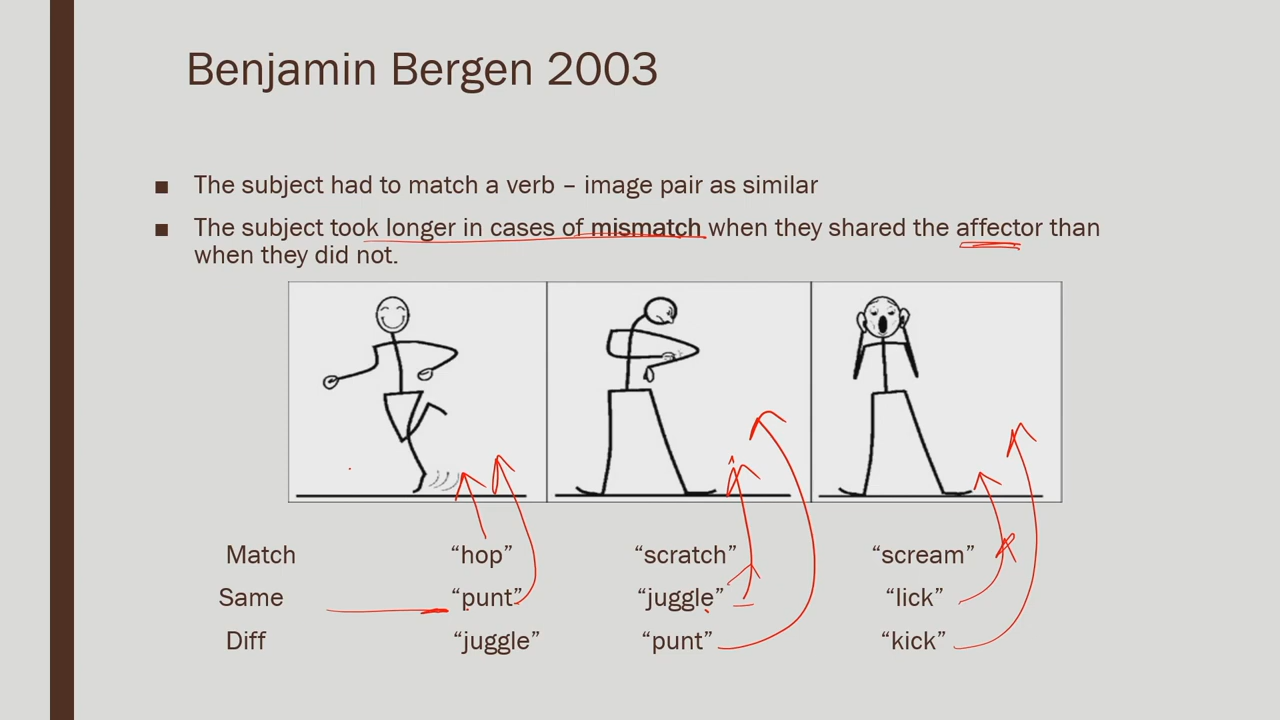 Benjamin Bergen 2003
■ The subject had to match a verb – image pair as similar
■ The subject took longer in cases of mismatch when they shared the affector than
when they did not.
Match "hop" "scratch" "scream"
Same "punt" "juggle" "lick"
Diff "juggle" "punt" "kick"